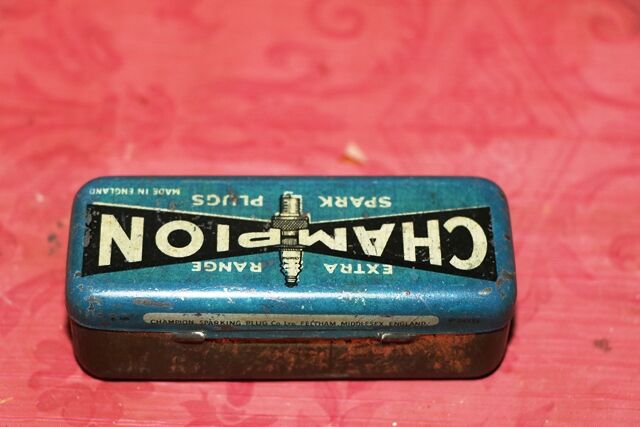 EXTRA RANGE
CHAMPION
SPARK PLUGS
MADE IN ENGLAND
CHAMPION SPARKING PLUG Co. LTD. FELTHAM, MIDDLESEX, ENGLAND.